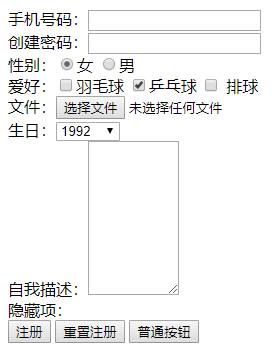 手机号码：
创建密码：
性别： 女 男
爱好： 羽毛球 乒乓球 排球
文件： 选择文件 未选择任何文件
生日： 1992
自我描述：
隐藏项：
注册 重置注册 普通按钮